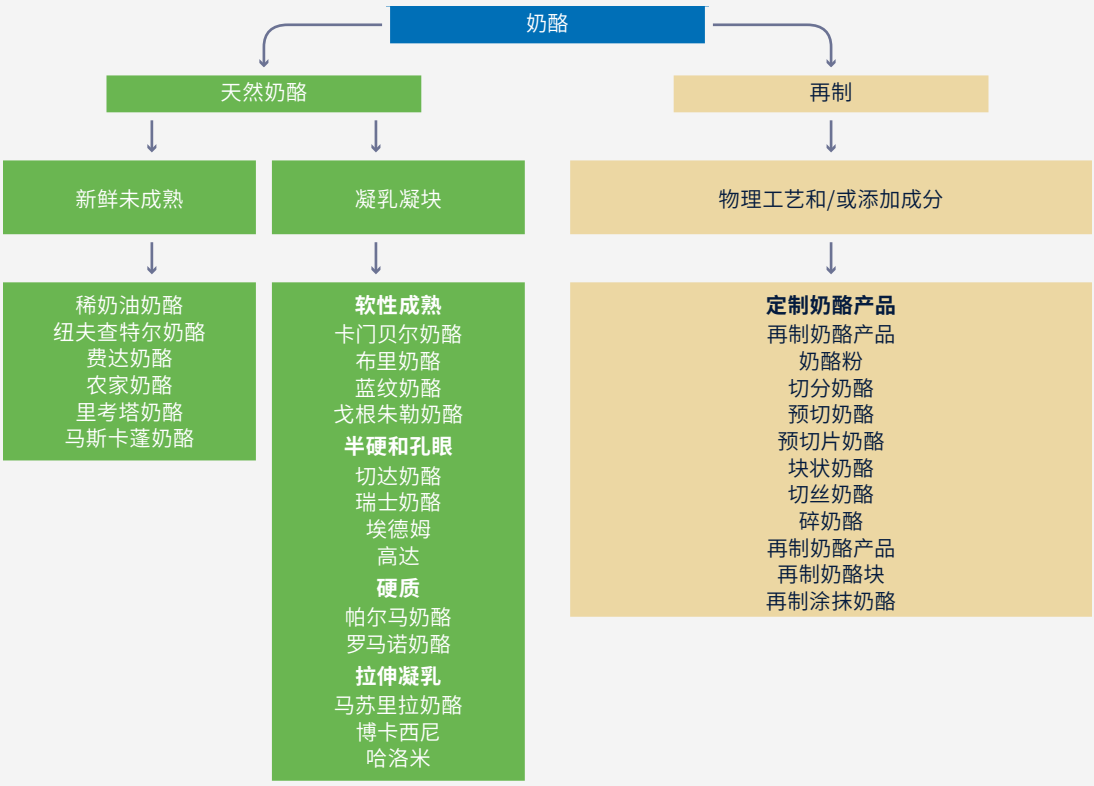 奶酪
天然奶酪
再制
新鲜未成熟
凝乳凝块
物理工艺和/或添加成分
稀奶油奶酪
纽夫查特尔奶酪
费达奶酪
农家奶酪
里考塔奶酪
马斯卡蓬奶酪
软性成熟
卡门贝尔奶酪
布里奶酪
蓝纹奶酪
戈根朱勒奶酪
半硬和孔眼
切达奶酪
瑞士奶酪
埃德姆
高达
硬质
帕尔马奶酪
罗马诺奶酪
拉伸凝乳
马苏里拉奶酪
博卡西尼
哈洛米
定制奶酪产品
再制奶酪产品
奶酪粉
切分奶酪
预切奶酪
预切片奶酪
块状奶酪
切丝奶酪
碎奶酪
再制奶酪产品
再制奶酪块
再制涂抹奶酪